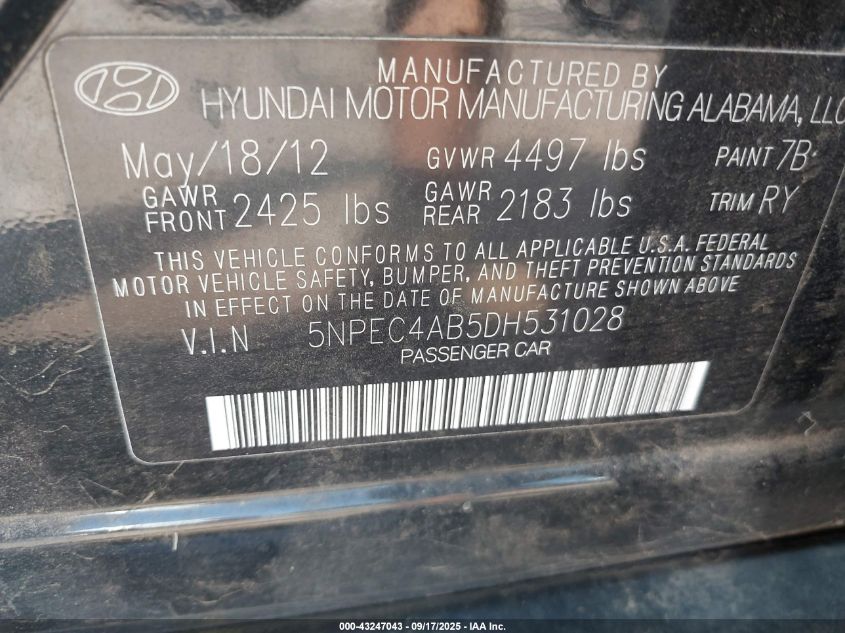 MANUFACTURED BY
HYUNDAI MOTOR MANUFACTURING ALABAMA, LLC
May/18/12 GVWR 4497 lbs PAINT 7B
GAWR FRONT 2425 lbs GAWR REAR 2183 lbs TRIM RY
THIS VEHICLE CONFORMS TO ALL APPLICABLE U.S.A. FEDERAL
MOTOR VEHICLE SAFETY, BUMPER, AND THEFT PREVENTION STANDARDS
IN EFFECT ON THE DATE OF MANUFACTURE SHOWN ABOVE
V.I.N 5NPEC4AB5DH531028
PASSENGER CAR
000-43247043 - 09/17/2025 - IAA Inc.